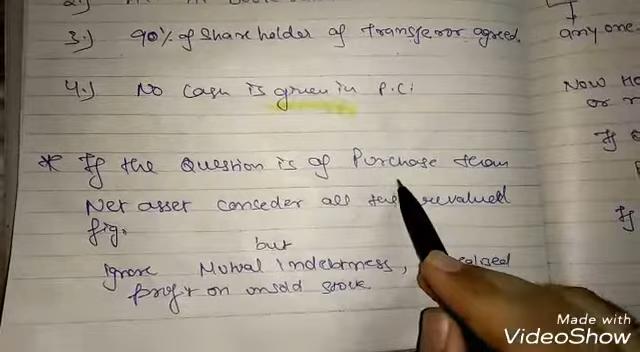 3.) 90% of Shareholder of transferor agreed.
any one.
4.) No Cash is given in P.C.
Now
or
* If the Question is of Purchase then
Net asset conseder all revalued
fig.
If
but
If
ignore Mutual Indebtness,
profit on unsold stock
Made with
VideoShow